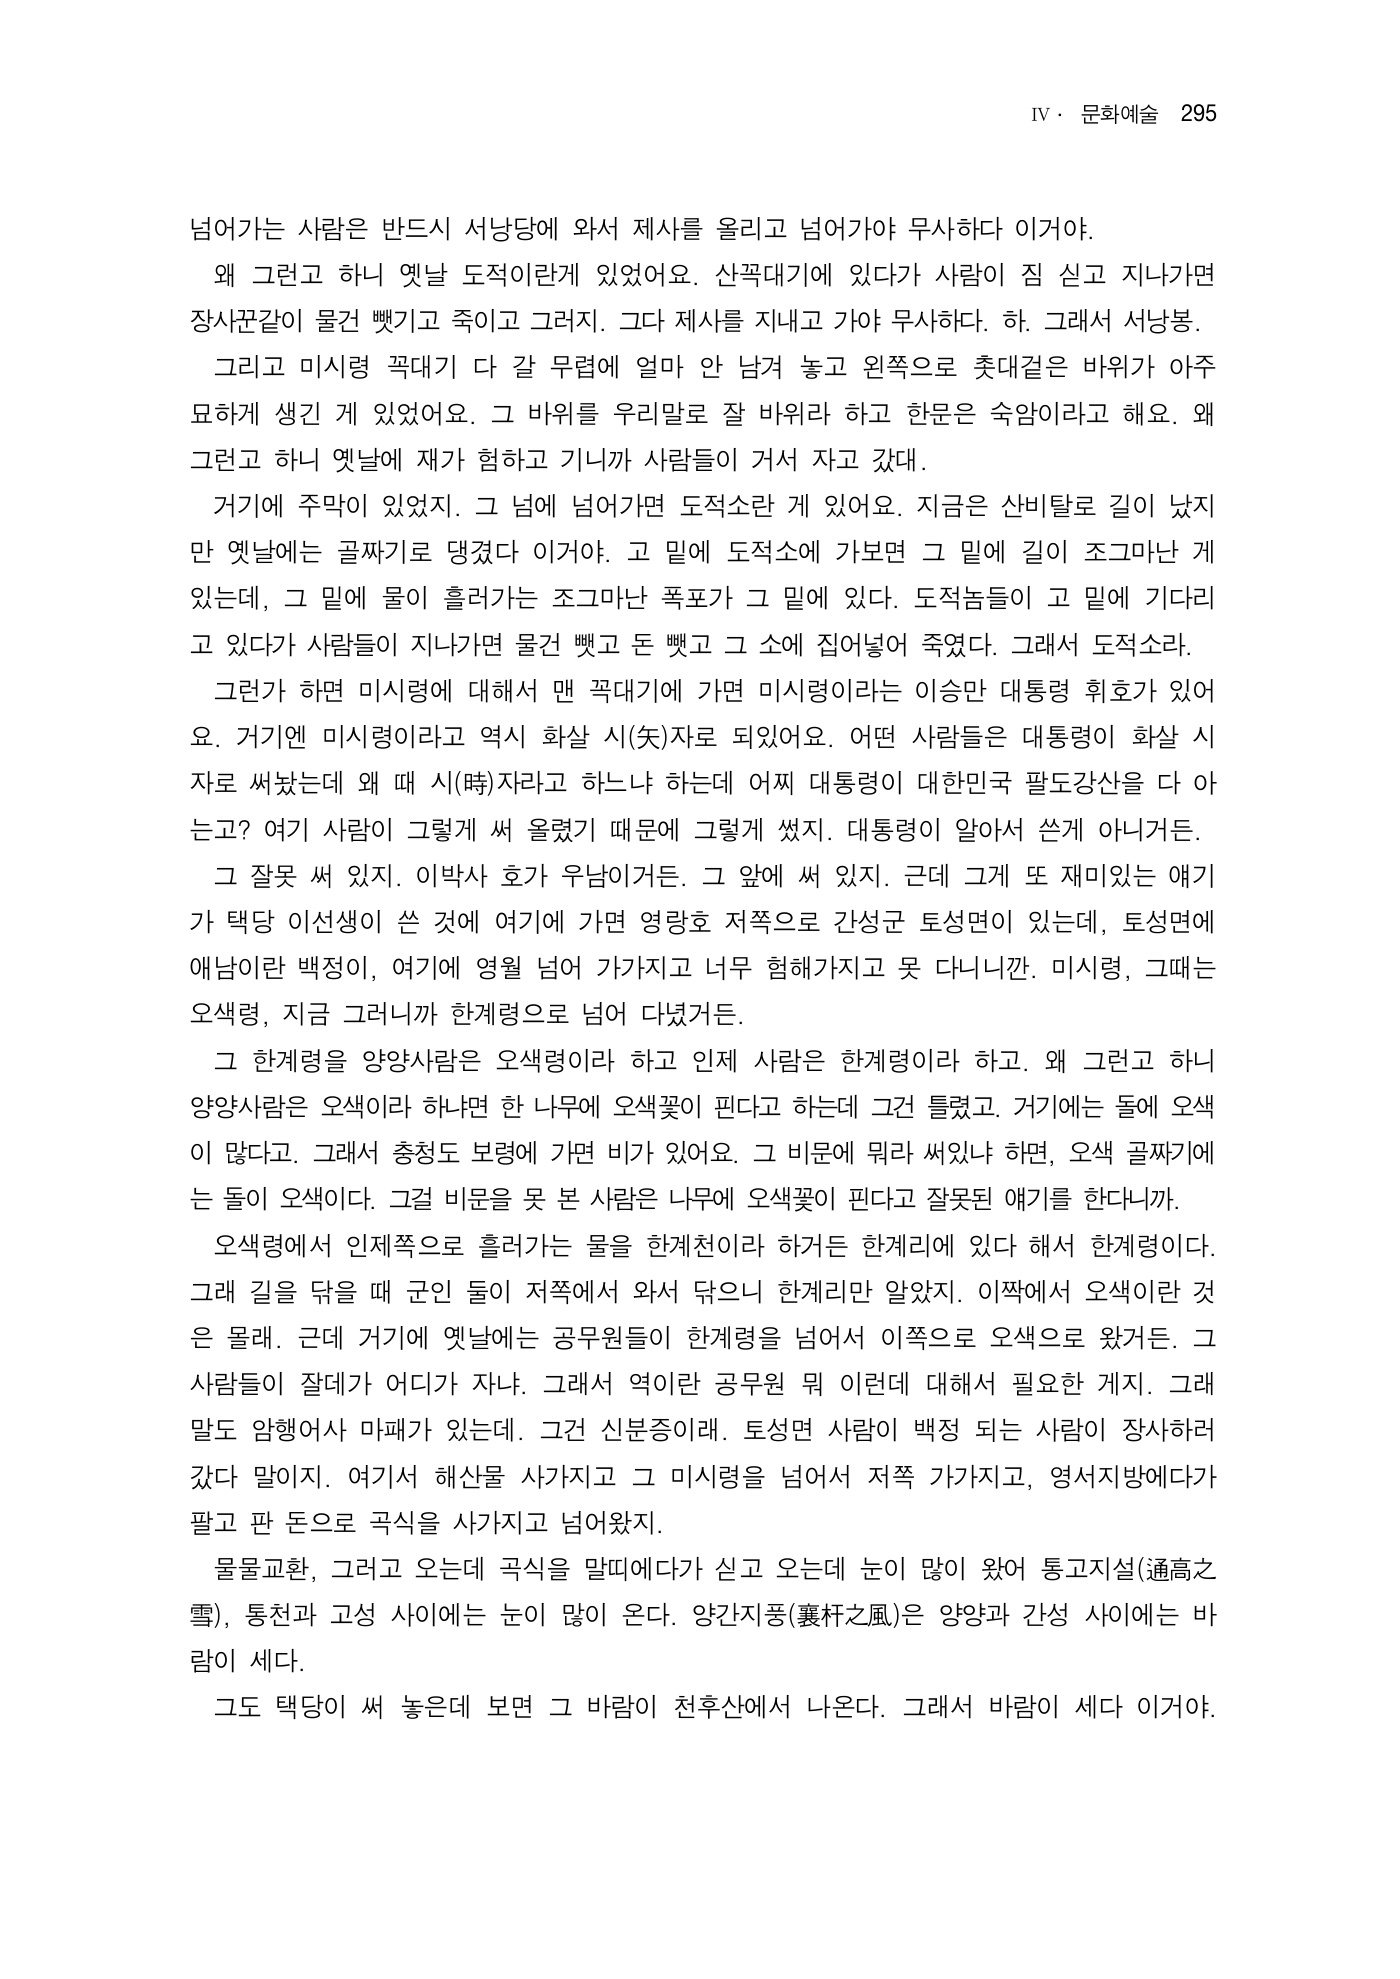 IV · 문화예술 295
넘어가는 사람은 반드시 서낭당에 와서 제사를 올리고 넘어가야 무사하다 이거야.
왜 그런고 하니 옛날 도적이란게 있었어요. 산꼭대기에 있다가 사람이 짐 싣고 지나가면
장사꾼같이 물건 뺏기고 죽이고 그러지. 그다 제사를 지내고 가야 무사하다. 하. 그래서 서낭봉.
그리고 미시령 꼭대기 다 갈 무렵에 얼마 안 남겨 놓고 왼쪽으로 촛대겉은 바위가 아주
묘하게 생긴 게 있었어요. 그 바위를 우리말로 잘 바위라 하고 한문은 숙암이라고 해요. 왜
그런고 하니 옛날에 재가 험하고 기니까 사람들이 거서 자고 갔대.
거기에 주막이 있었지. 그 넘에 넘어가면 도적소란 게 있어요. 지금은 산비탈로 길이 났지
만 옛날에는 골짜기로 댕겼다 이거야. 고 밑에 도적소에 가보면 그 밑에 길이 조그마난 게
있는데, 그 밑에 물이 흘러가는 조그마난 폭포가 그 밑에 있다. 도적놈들이 고 밑에 기다리
고 있다가 사람들이 지나가면 물건 뺏고 돈 뺏고 그 소에 집어넣어 죽였다. 그래서 도적소라.
그런가 하면 미시령에 대해서 맨 꼭대기에 가면 미시령이라는 이승만 대통령 휘호가 있어
요. 거기엔 미시령이라고 역시 화살 시(矢)자로 되있어요. 어떤 사람들은 대통령이 화살 시
자로 써놨는데 왜 때 시(時)자라고 하느냐 하는데 어찌 대통령이 대한민국 팔도강산을 다 아
는고? 여기 사람이 그렇게 써 올렸기 때문에 그렇게 썼지. 대통령이 알아서 쓴게 아니거든.
그 잘못 써 있지. 이박사 호가 우남이거든. 그 앞에 써 있지. 근데 그게 또 재미있는 얘기
가 택당 이선생이 쓴 것에 여기에 가면 영랑호 저쪽으로 간성군 토성면이 있는데, 토성면에
애남이란 백정이, 여기에 영월 넘어 가가지고 너무 험해가지고 못 다니니깐. 미시령, 그때는
오색령, 지금 그러니까 한계령으로 넘어 다녔거든.
그 한계령을 양양사람은 오색령이라 하고 인제 사람은 한계령이라 하고. 왜 그런고 하니
양양사람은 오색이라 하냐면 한 나무에 오색꽃이 핀다고 하는데 그건 틀렸고. 거기에는 돌에 오색
이 많다고. 그래서 충청도 보령에 가면 비가 있어요. 그 비문에 뭐라 써있냐 하면, 오색 골짜기에
는 돌이 오색이다. 그걸 비문을 못 본 사람은 나무에 오색꽃이 핀다고 잘못된 얘기를 한다니까.
오색령에서 인제쪽으로 흘러가는 물을 한계천이라 하거든 한계리에 있다 해서 한계령이다.
그래 길을 닦을 때 군인 둘이 저쪽에서 와서 닦으니 한계리만 알았지. 이짝에서 오색이란 것
은 몰래. 근데 거기에 옛날에는 공무원들이 한계령을 넘어서 이쪽으로 오색으로 왔거든. 그
사람들이 잘데가 어디가 자냐. 그래서 역이란 공무원 뭐 이런데 대해서 필요한 게지. 그래
말도 암행어사 마패가 있는데. 그건 신분증이래. 토성면 사람이 백정 되는 사람이 장사하러
갔다 말이지. 여기서 해산물 사가지고 그 미시령을 넘어서 저쪽 가가지고, 영서지방에다가
팔고 판 돈으로 곡식을 사가지고 넘어왔지.
물물교환, 그러고 오는데 곡식을 말띠에다가 싣고 오는데 눈이 많이 왔어 통고지설(通高之
雪), 통천과 고성 사이에는 눈이 많이 온다. 양간지풍(襄杆之風)은 양양과 간성 사이에는 바
람이 세다.
그도 택당이 써 놓은데 보면 그 바람이 천후산에서 나온다. 그래서 바람이 세다 이거야.